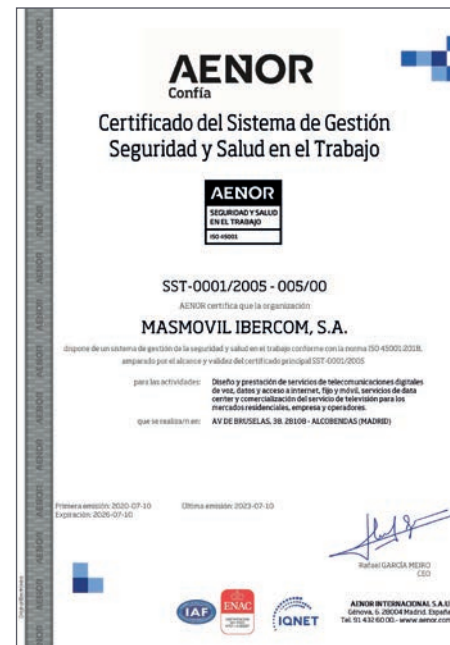 AENOR
Confía
Certificado del Sistema de Gestión
Seguridad y Salud en el Trabajo
AENOR
SEGURIDAD Y SALUD
EN EL TRABAJO
ISO 45001
SST-0001/2005 - 005/00
AENOR certifica que la organización
MASMOVIL IBERCOM, S.A.
dispone de un sistema de gestión de la seguridad y salud en el trabajo conforme con la norma ISO 45001:2018,
amparado por el alcance y validez del certificado principal SST-0001/2005
para las actividades: Diseño y prestación de servicios de telecomunicaciones digitales
de voz, datos y acceso a internet, fijo y móvil, servicios de data
center y comercialización del servicio de televisión para los
mercados residenciales, empresa y operadores.
que se realiza/n en: AV DE BRUSELAS, 38. 28108 - ALCOBENDAS (MADRID)
Primera emisión: 2020-07-10 Última emisión: 2023-07-10
Expiración: 2026-07-10
Rafael GARCÍA MEIRO
CEO
IAF
ENAC
IQNET
AENOR INTERNACIONAL S.A.U.
Génova, 6. 28004 Madrid. España
Tel. 91 432 60 00.- www.aenor.com